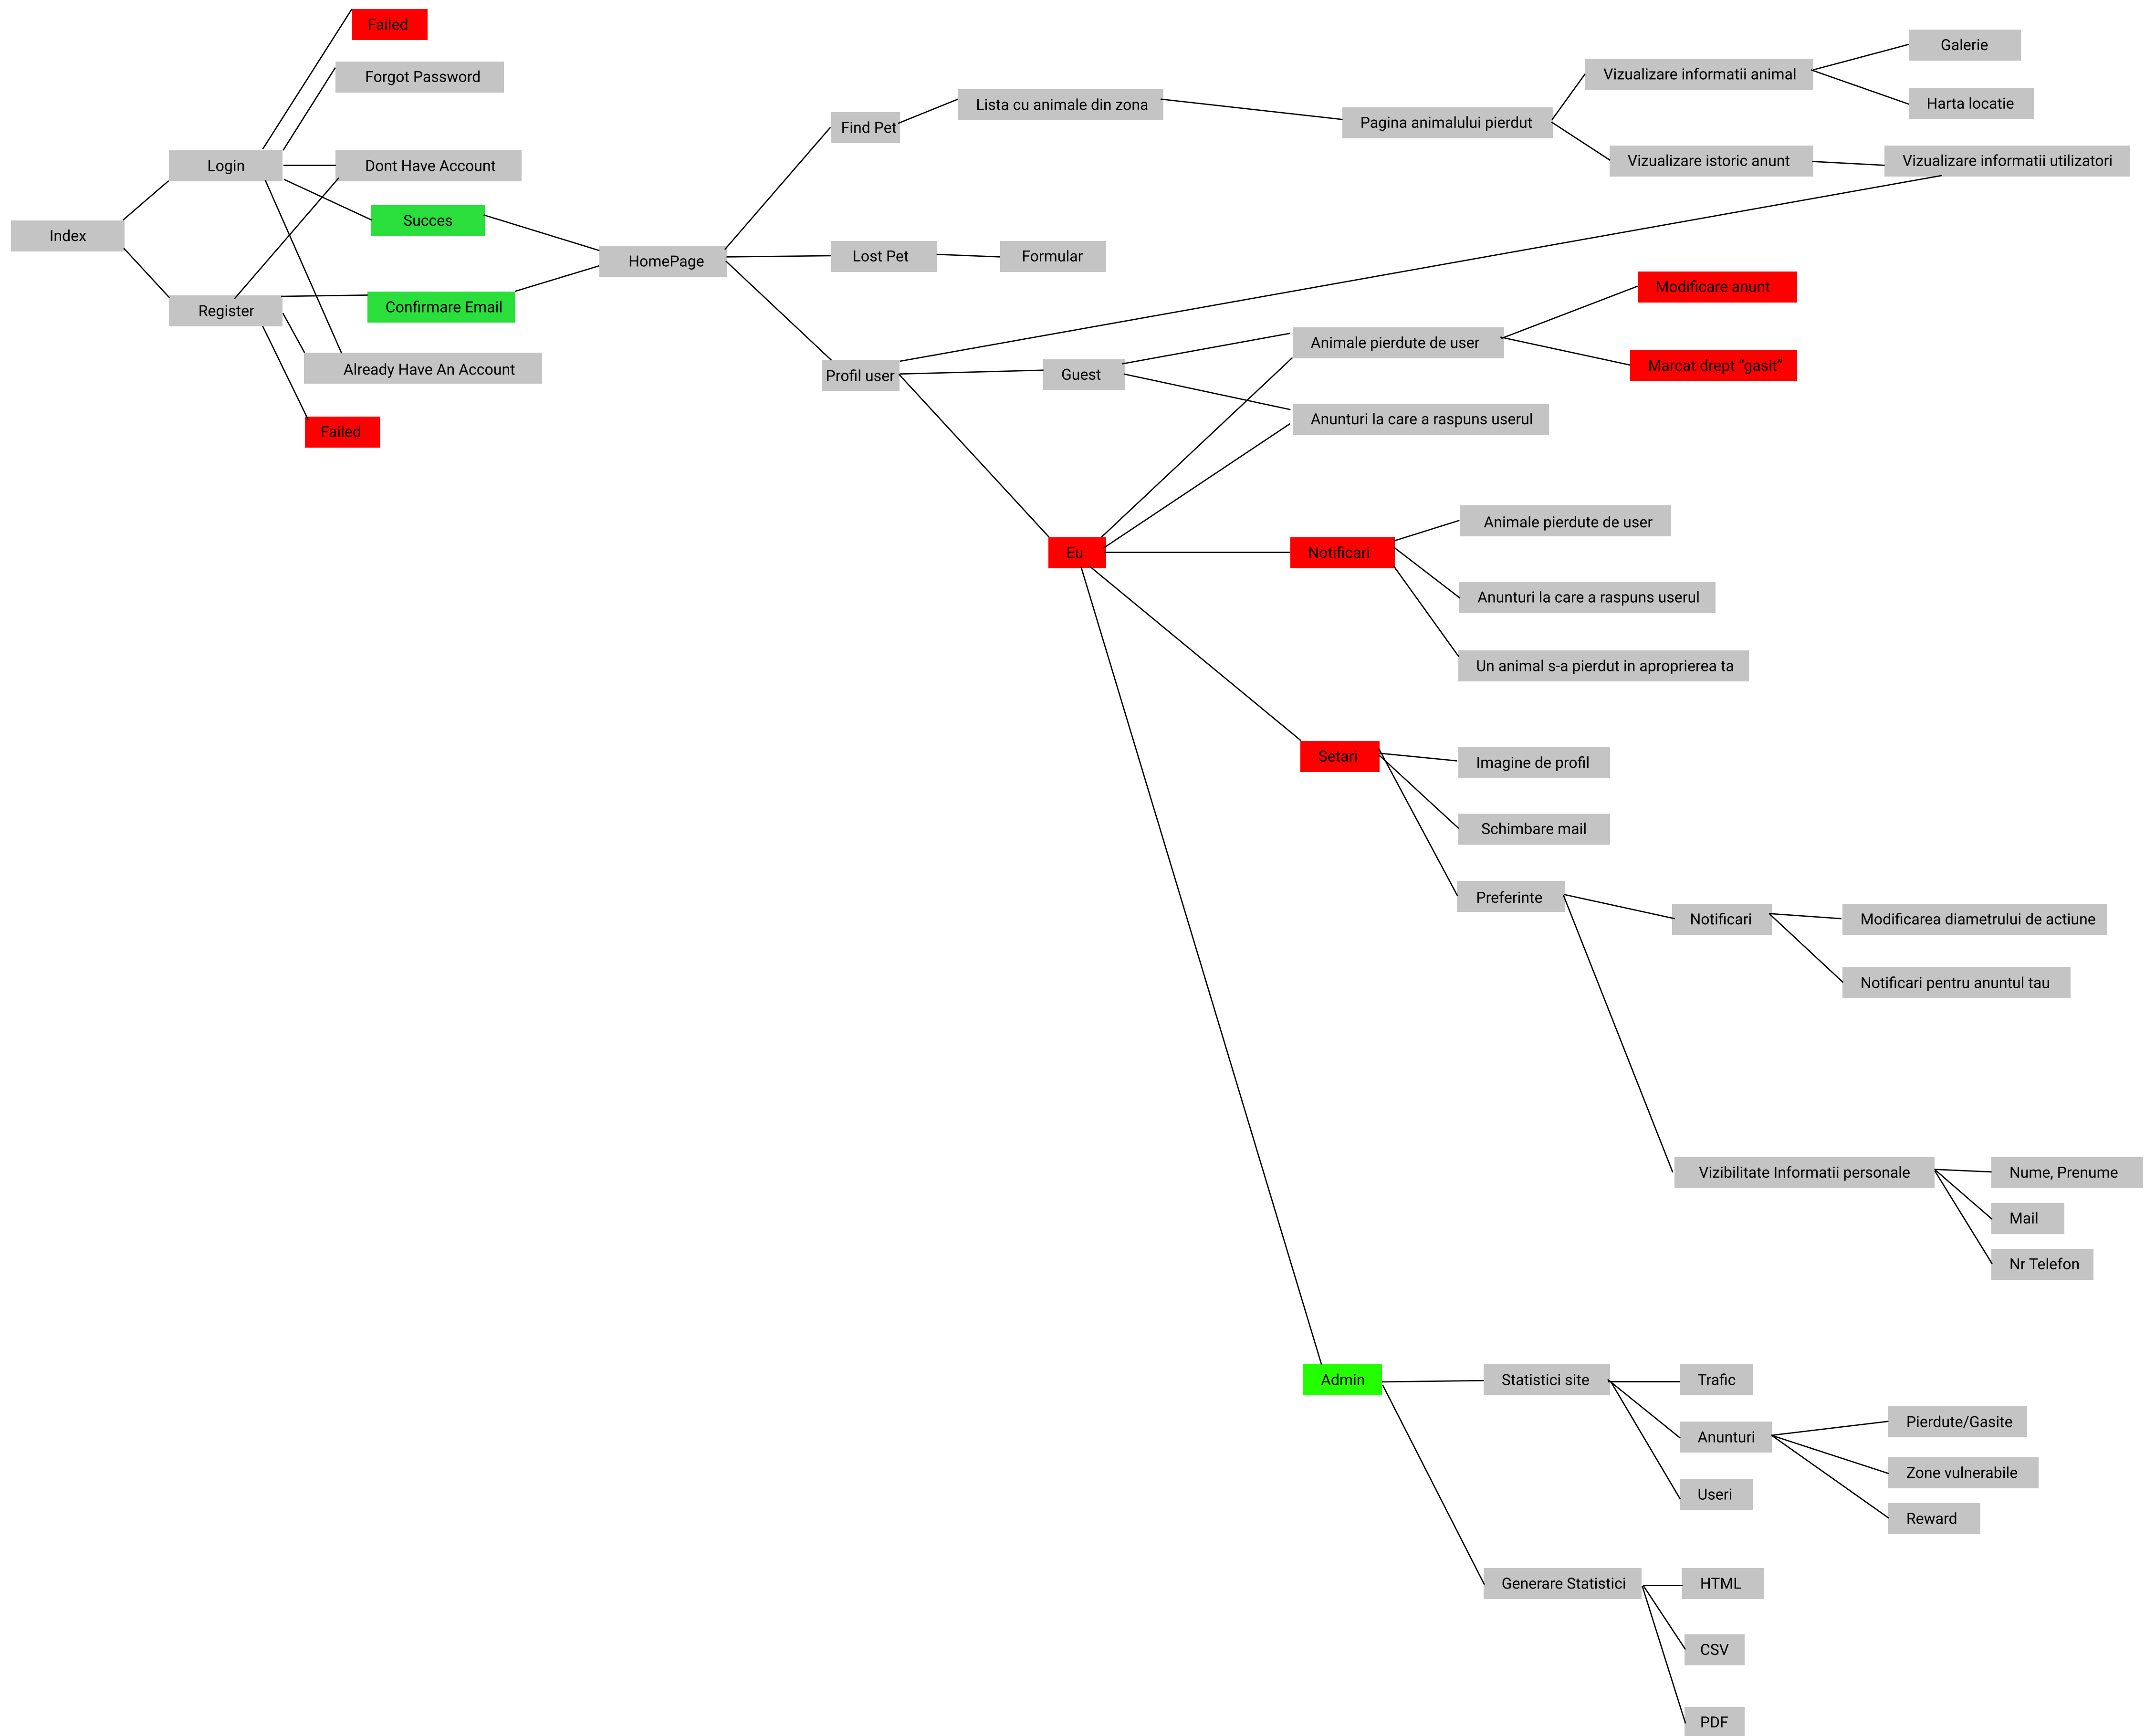 Failed
Forgot Password
Login
Dont Have Account
Succes
Index
Register
Confirmare Email
Already Have An Account
Failed
HomePage
Find Pet
Lista cu animale din zona
Pagina animalului pierdut
Vizualizare informatii animal
Galerie
Harta locatie
Vizualizare istoric anunt
Vizualizare informatii utilizatori
Lost Pet
Formular
Profil user
Guest
Animale pierdute de user
Modificare anunt
Marcat drept “gasit”
Anunturi la care a raspuns userul
Eu
Notificari
Animale pierdute de user
Anunturi la care a raspuns userul
Un animal s-a pierdut in aproprierea ta
Setari
Imagine de profil
Schimbare mail
Preferinte
Notificari
Modificarea diametrului de actiune
Notificari pentru anuntul tau
Vizibilitate Informatii personale
Nume, Prenume
Mail
Nr Telefon
Admin
Statistici site
Trafic
Anunturi
Pierdute/Gasite
Zone vulnerabile
Reward
Useri
Generare Statistici
HTML
CSV
PDF